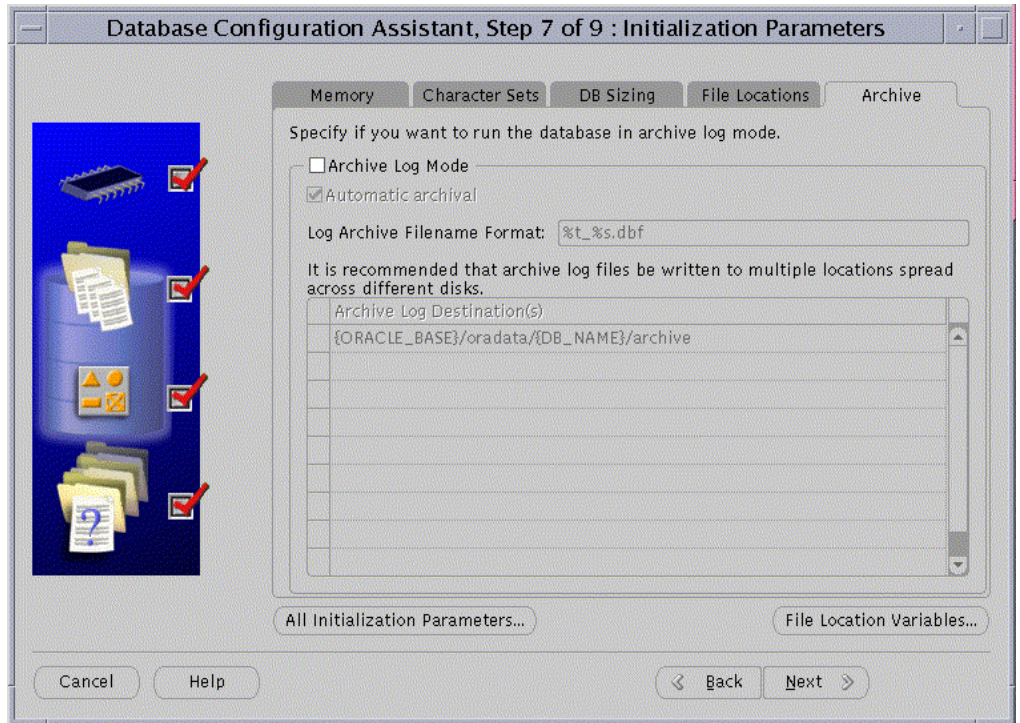 Database Configuration Assistant, Step 7 of 9 : Initialization Parameters
Memory
Character Sets
DB Sizing
File Locations
Archive
Specify if you want to run the database in archive log mode.
Archive Log Mode
Automatic archival
Log Archive Filename Format: %t_%s.dbf
It is recommended that archive log files be written to multiple locations spread
across different disks.
Archive Log Destination(s)
{ORACLE_BASE}/oradata/{DB_NAME}/archive
?
All Initialization Parameters...
File Location Variables...
Cancel
Help
Back
Next